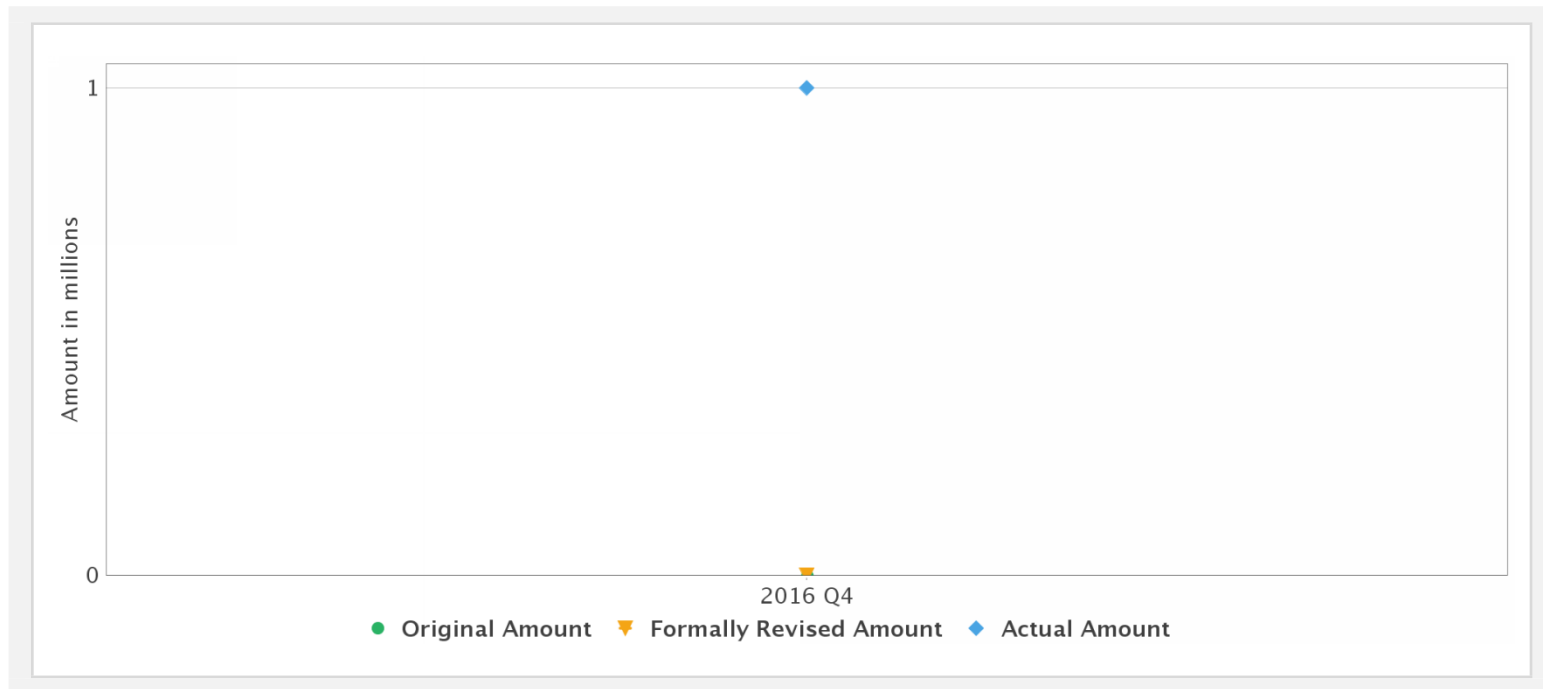 1
Amount in millions
0
2016 Q4
Original Amount Formally Revised Amount Actual Amount